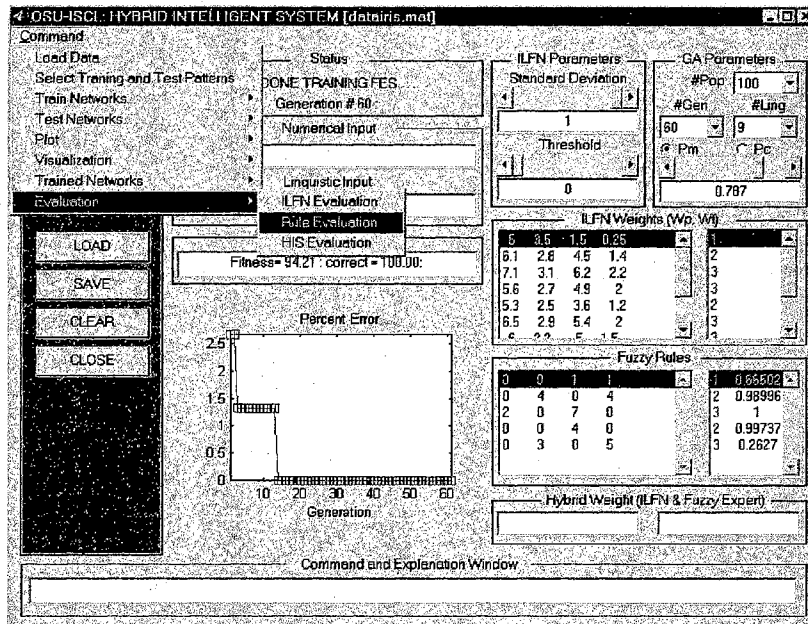 OSU-ISCL: HYBRID INTELLIGENT SYSTEM [datairis.mat]
Command
Load Data
Select Traning and Test Patterns
Train Networks
Test Networks
Plot
Visualization
Trained Networks
Evaluation
ILFN Evaluation
Rule Evaluation
HIS Evaluation
LOAD
SAVE
CLEAR
CLOSE
Status
DONE TRAINING FES
Generation # 60
Numerical Input
Linguistic Input
Fitness= 94.21 : correct = 100.00:
Percent Error
2.5
2
1.5
1
0.5
0
10 20 30 40 50 60
Generation
ILFN Parameters
Standard Deviation
1
Threshold
0
GA Parameters
#Pop 100
#Gen #Ling
60 9
Pm Pc
0.787
ILFN Weights (Wp, Wt)
5 3.5 1.5 0.25 1
6.1 2.8 4.5 1.4 2
7.1 3.1 6.2 2.2 3
5.6 2.7 4.9 2 3
5.3 2.5 3.6 1.2 2
6.5 2.9 5.4 2 3
Fuzzy Rules
0 0 1 1 1 0.66502
0 4 0 4 2 0.98996
2 0 7 0 3 1
0 0 4 0 2 0.99737
0 3 0 5 3 0.2627
Hybrid Weight (ILFN & Fuzzy Expert)
Command and Explanation Window